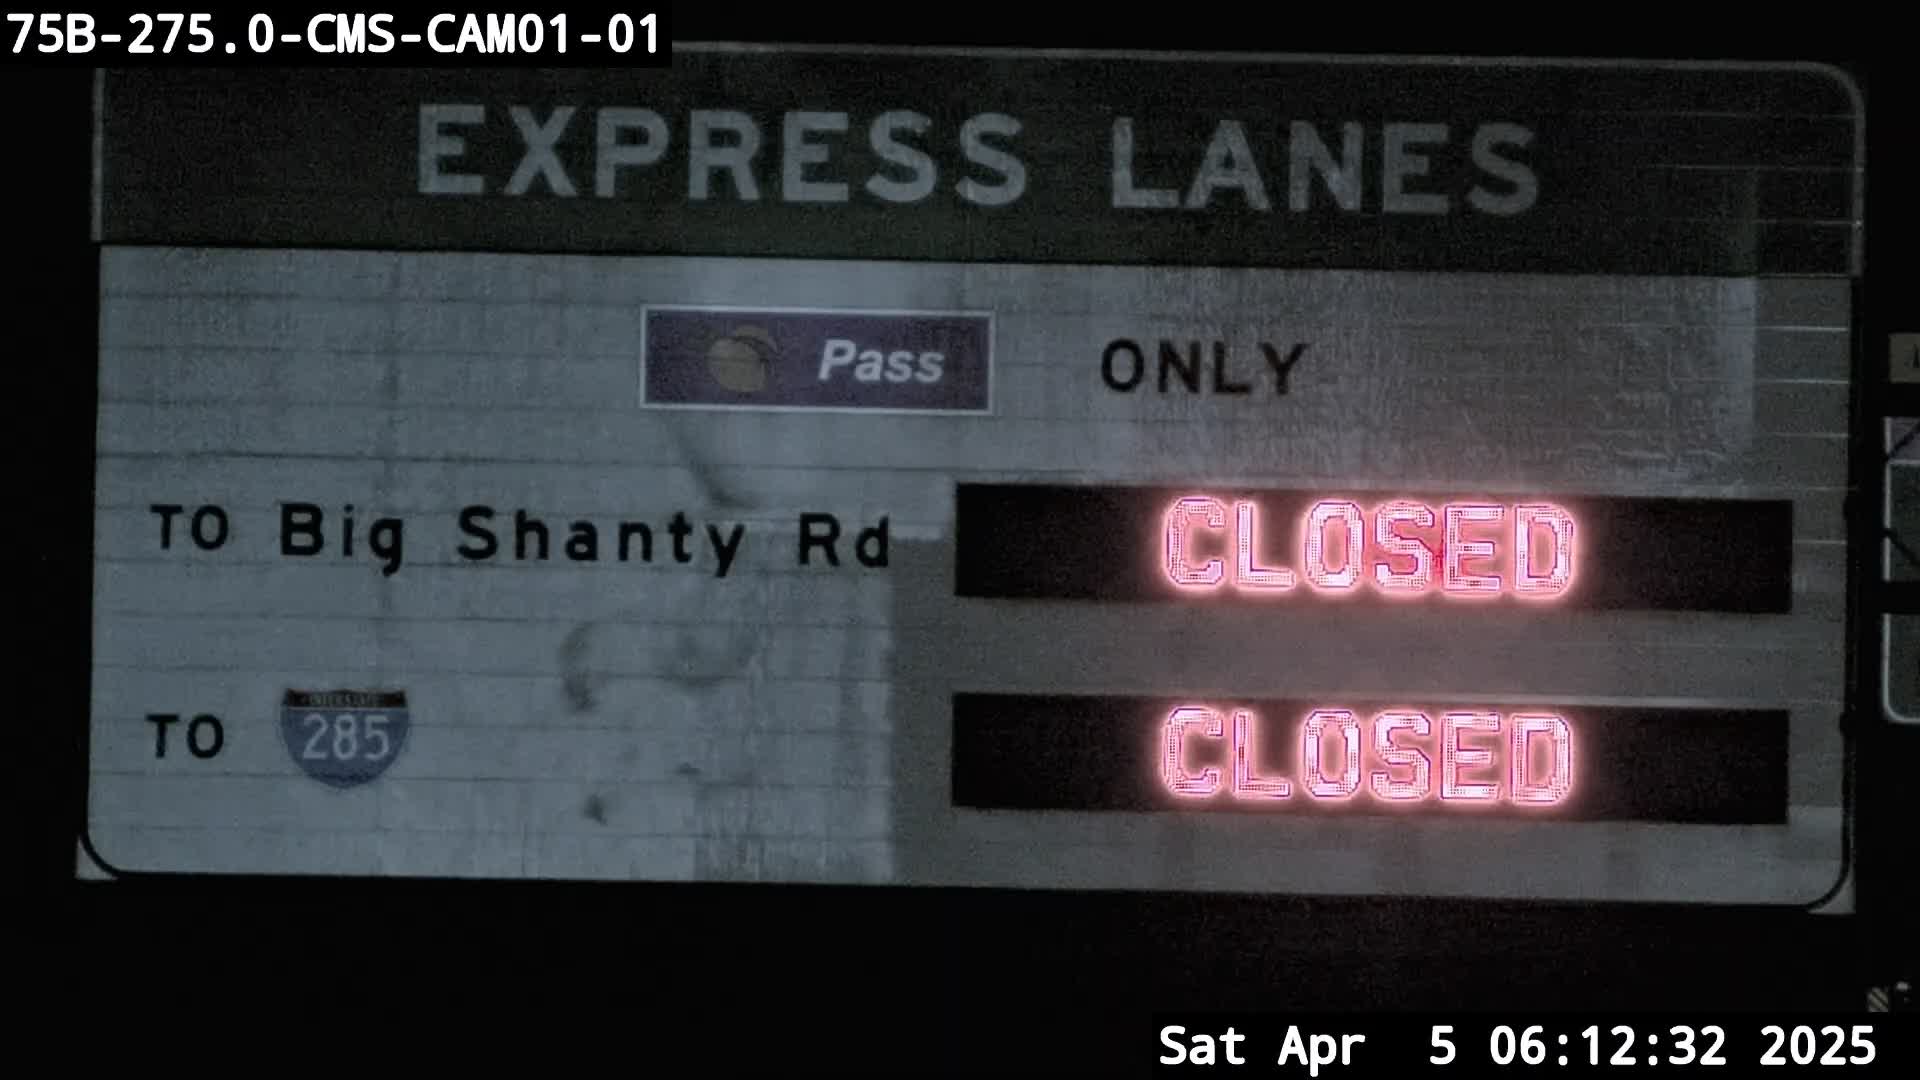 75B-275.0-CMS-CAM01-01
EXPRESS LANES
Pass ONLY
TO Big Shanty Rd CLOSED
INTERSTATE
TO 285 CLOSED
Sat Apr 5 06:12:32 2025